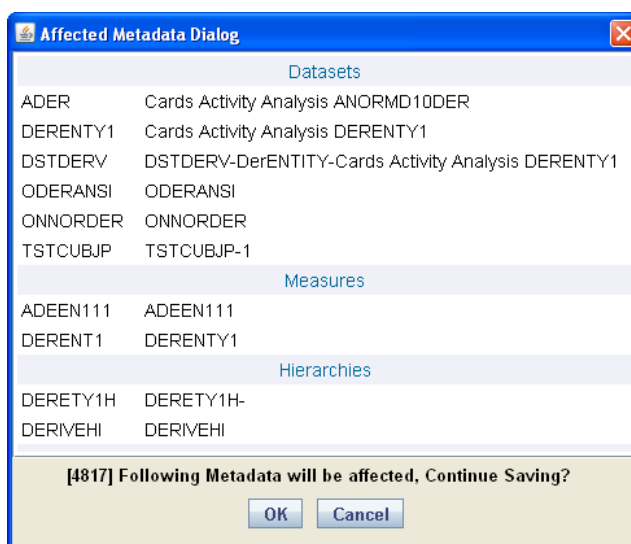 Affected Metadata Dialog
Datasets
ADER Cards Activity Analysis ANORMD10DER
DERENTY1 Cards Activity Analysis DERENTY1
DSTDERV DSTDERV-DerENTITY-Cards Activity Analysis DERENTY1
ODERANSI ODERANSI
ONNORDER ONNORDER
TSTCUBJP TSTCUBJP-1
Measures
ADEEN111 ADEEN111
DERENT1 DERENTY1
Hierarchies
DERETY1H DERETY1H-
DERIVEHI DERIVEHI
[4817] Following Metadata will be affected, Continue Saving?
OK Cancel